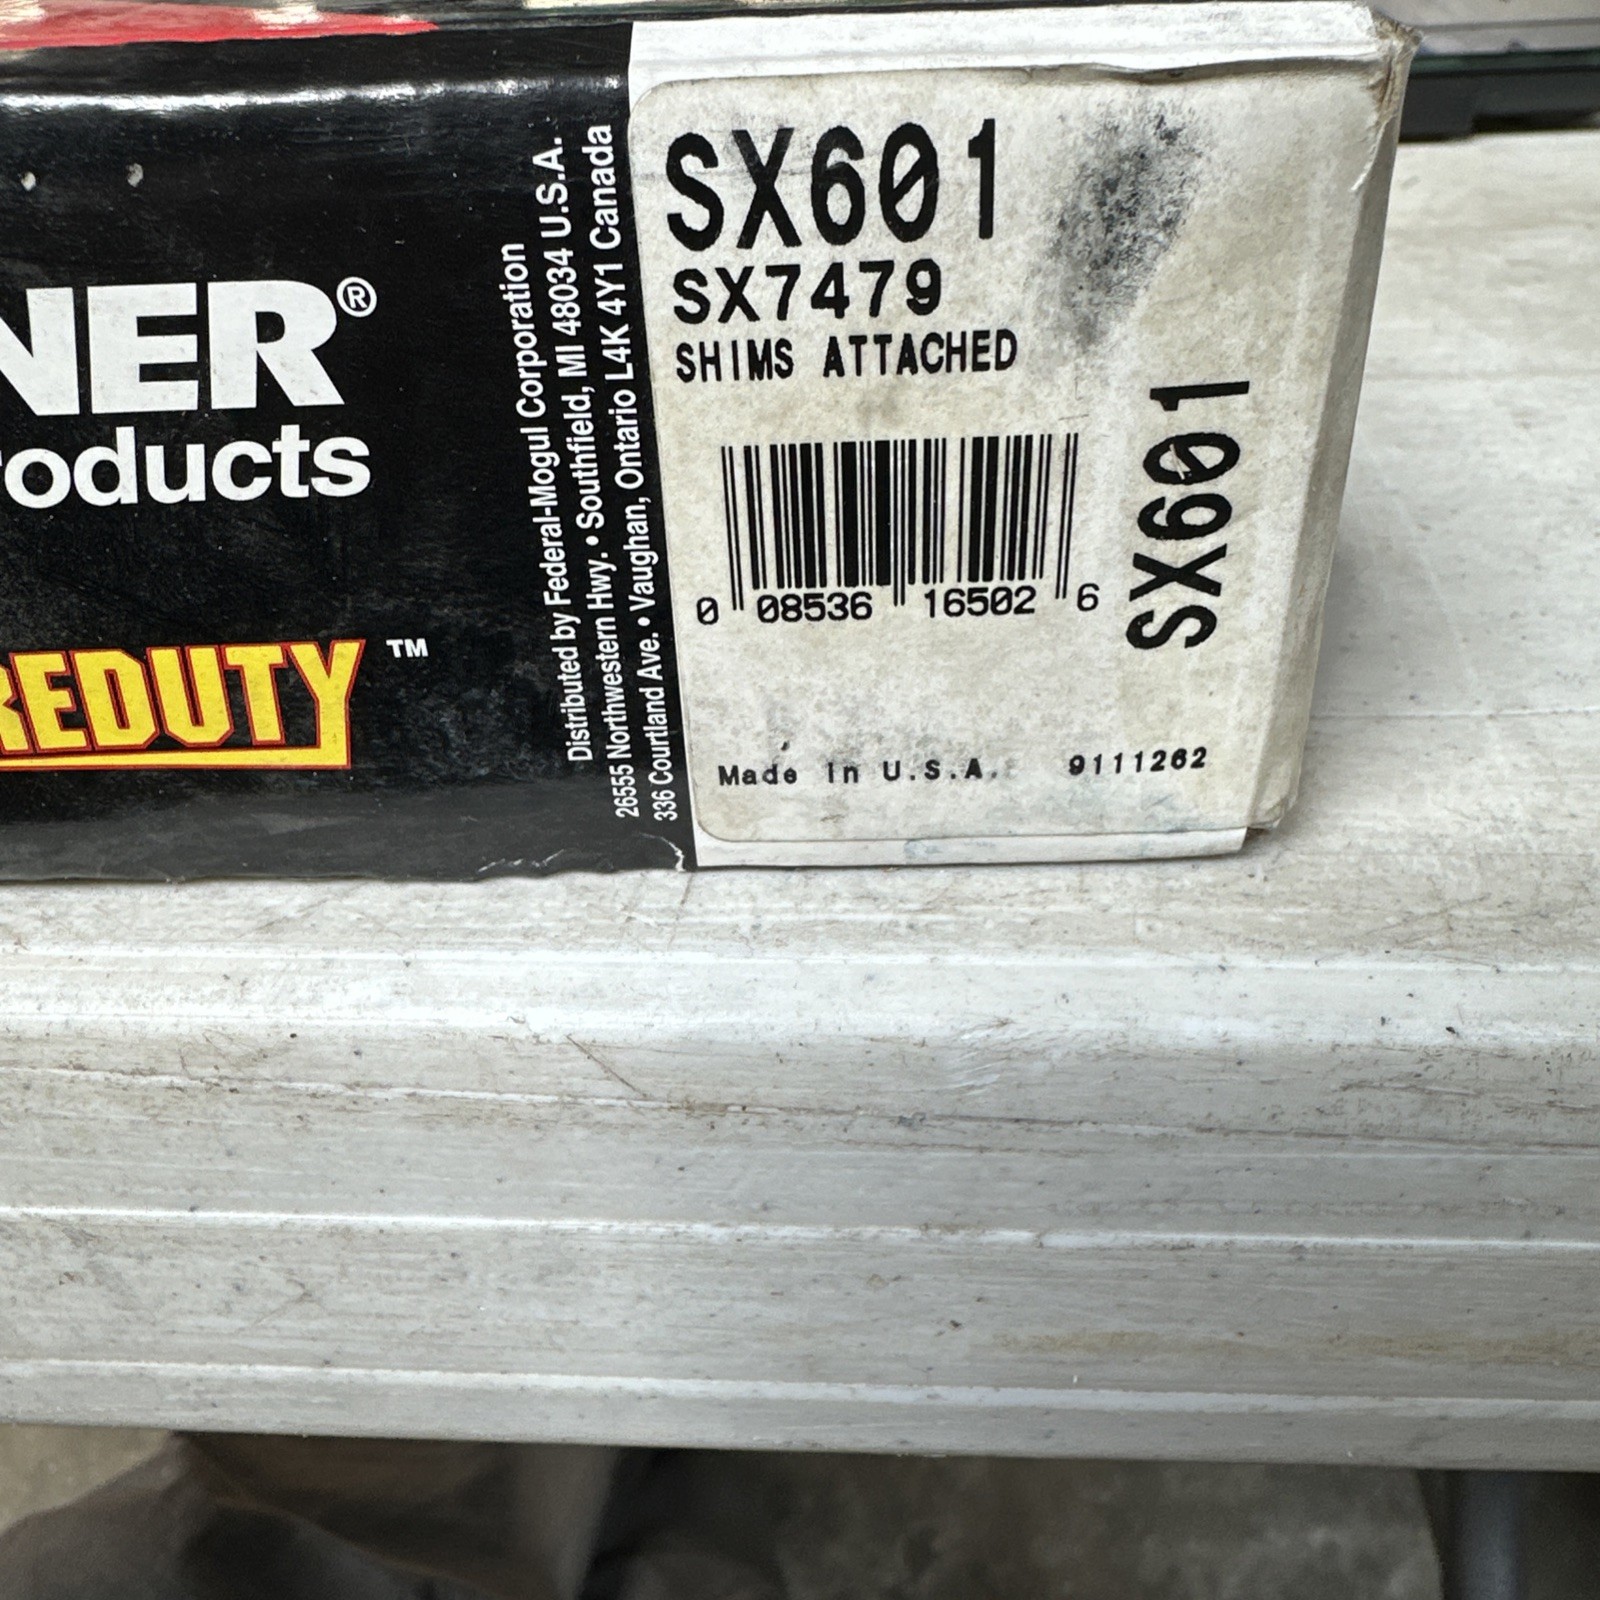 NER®
roducts
REDUTY™
Distributed by Federal-Mogul Corporation
26555 Northwestern Hwy. • Southfield, MI 48034 U.S.A.
336 Courtland Ave. • Vaughan, Ontario L4K 4Y1 Canada
SX601
SX7479
SHIMS ATTACHED
0 08536 16502 6
SX601
Made in U.S.A. 9111262